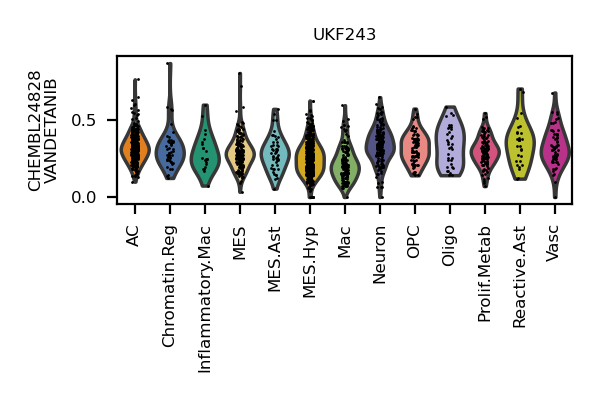 UKF243
CHEMBL24828
VANDETANIB
0.5
0.0
AC
Chromatin.Reg
Inflammatory.Mac
MES
MES.Ast
MES.Hyp
Mac
Neuron
OPC
Oligo
Prolif.Metab
Reactive.Ast
Vasc